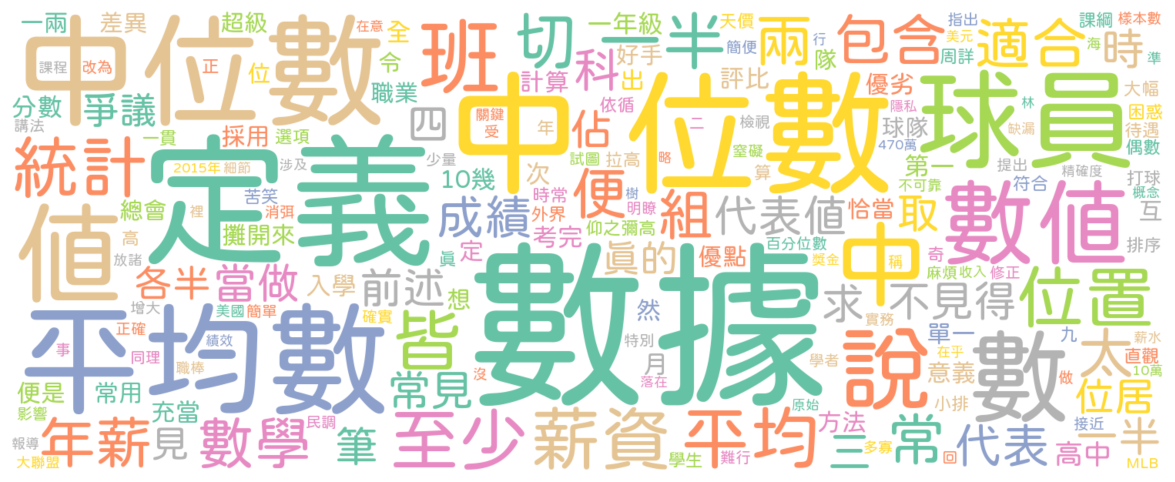 一兩 差異 超級 在意 全 班 切 一半 一年級 天價 兩 行 包含 指出 課綱 樣本數
中位數 課程 改為 正 位 令 科 好手 簡便 隊 美元 適合 海 時
計算 出 評比 優劣 周詳 準
分數 爭議 職業 四 關鍵 受 年 佔 依循 中位數 二 檢視 隱私 球員 林 大幅 困惑
講法 一貫 採用 選項 球隊 缺漏 待遇
統計 定義 2015年 細節 涉及 少量 試圖 拉高 略 窒礙 470萬 第一 提出 偶數
10幾 次 便 樹 算 不可靠 符合 精確度 打球 概念
值 總會 裡 苦笑 消弭 成績 時常 外界 明瞭 組 代表值 恰當 取 數值 互
高 放諸 攤開來 定 真 考完 仰之彌高 百分位數 中 稱 奇 排序
各半 當做 入學 前述 想 數據 真的 優點 獎金 麻煩 收入 修正
增大 美國 簡單 確實 然 求 實務 不見得 位置
平均數 正確 績效 皆 特別 月 單一 九 太 薪水
事 同理 職棒 沒 落在 學者 說 在乎 意義 數 直觀 10萬
便是 常用 常見 原始 小排 做 位居
影響 充當 民調 方法 接近
報導 年薪 見 數學 筆 至少 薪資 平均 三 多寡 常 代表 高中 一半
大聯盟 學生 難行 回 MLB